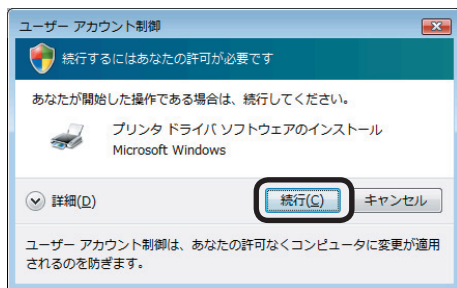 ユーザー アカウント制御
続行するにはあなたの許可が必要です
あなたが開始した操作である場合は、続行してください。
プリンタ ドライバ ソフトウェアのインストール
Microsoft Windows
詳細(D)
続行(C)
キャンセル
ユーザー アカウント制御は、あなたの許可なくコンピュータに変更が適用
されるのを防ぎます。